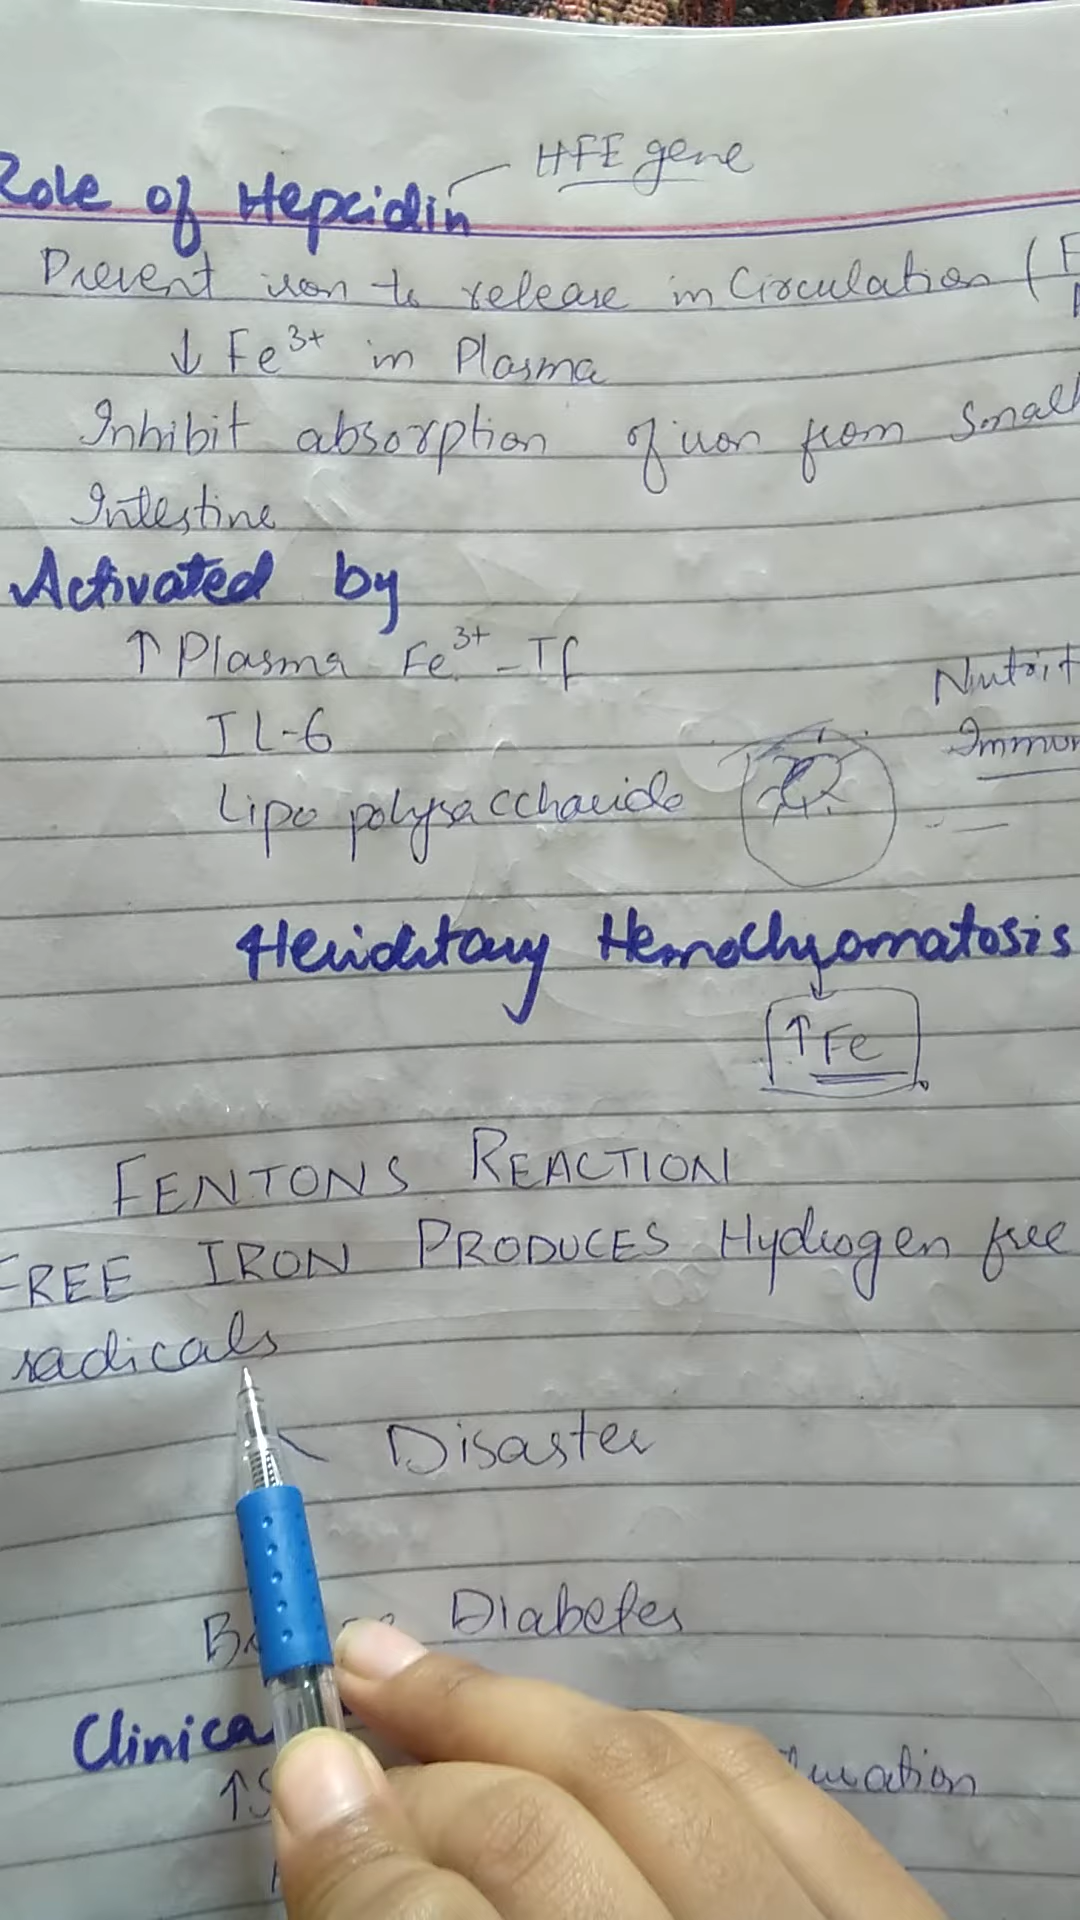 HFE gene
Role of Hepcidin
Prevent iron to release in Circulation (
↓ Fe3+ in Plasma
Inhibit absorption of iron from Small
Intestine
Activated by
↑ Plasma Fe3+-Tf
IL-6
Lipo polysaccharide
Heriditary Hemochromatosis
↑ Fe
FENTONS REACTION
FREE IRON PRODUCES Hydrogen free
radicals
Disaster
Diabetes